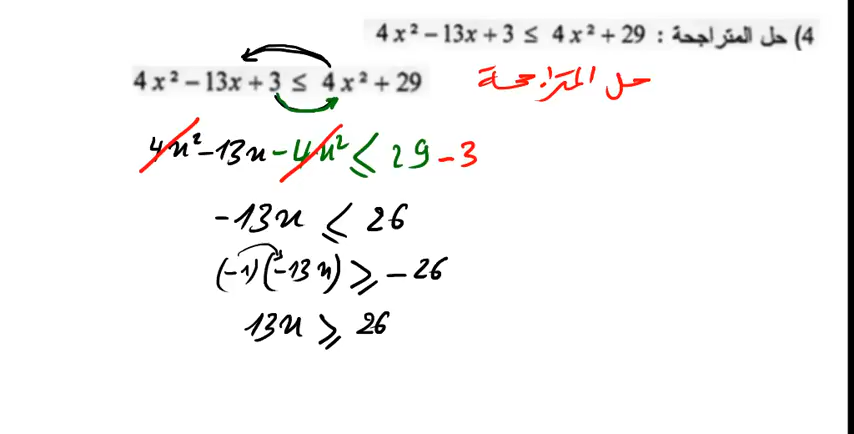 4) حل المتراجحة : 4x² − 13x + 3 ≤ 4x² + 29
4x² − 13x + 3 ≤ 4x² + 29 حل المتراجحة
4x² - 13x - 4x² ≤ 29 - 3
-13x ≤ 26
(-1)(-13x) ≥ -26
13x ≥ 26